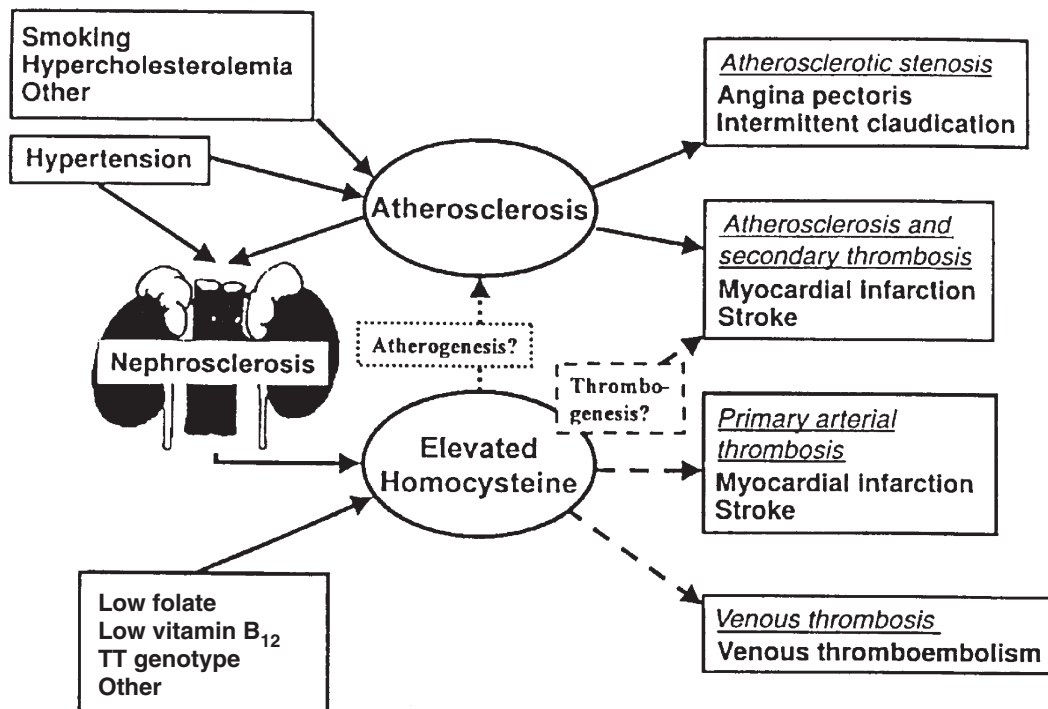 Smoking
Hypercholesterolemia
Other
Hypertension
Atherosclerosis
Atherosclerotic stenosis
Angina pectoris
Intermittent claudication
Atherosclerosis and
secondary thrombosis
Myocardial infarction
Stroke
Nephrosclerosis
Atherogenesis?
Thrombo-
genesis?
Elevated
Homocysteine
Primary arterial
thrombosis
Myocardial infarction
Stroke
Low folate
Low vitamin B₁₂
TT genotype
Other
Venous thrombosis
Venous thromboembolism